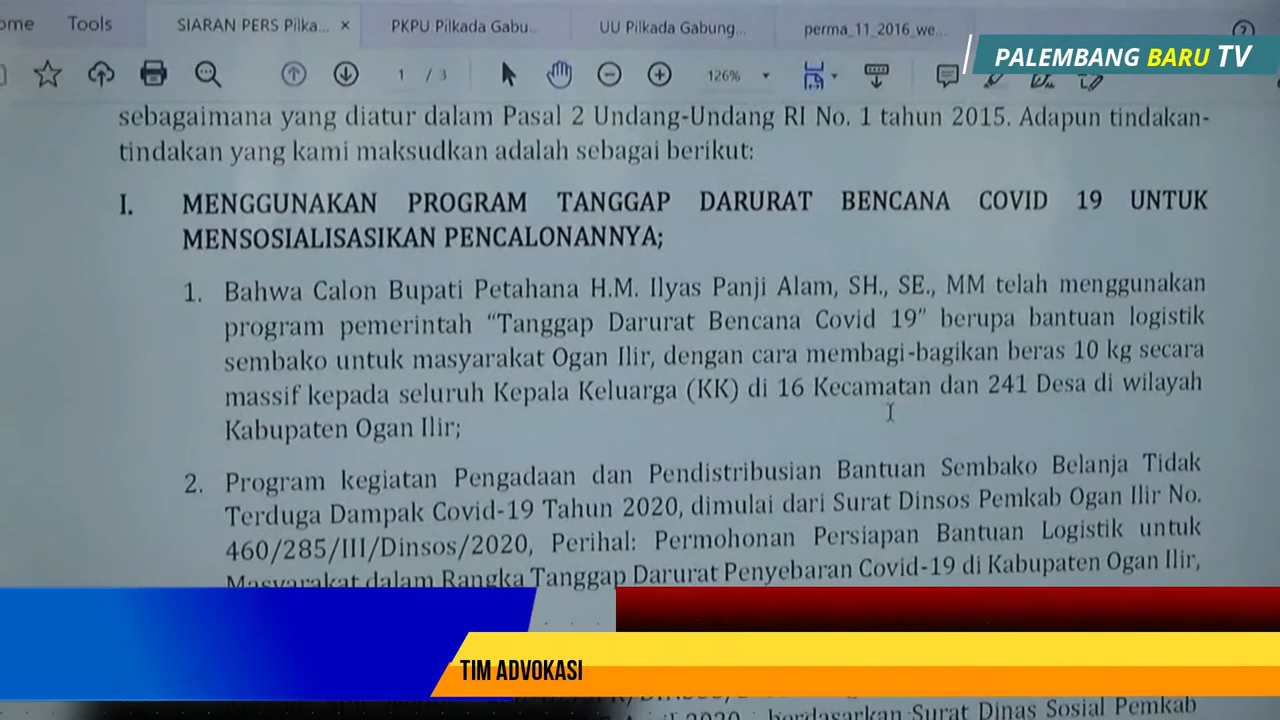 ome
Tools
SIARAN PERS Pilka... ×
PKPU Pilkada Gabu...
UU Pilkada Gabung...
perma_11_2016_we...
PALEMBANG BARU TV
1 / 3
126%
sebagaimana yang diatur dalam Pasal 2 Undang-Undang RI No. 1 tahun 2015. Adapun tindakan-
tindakan yang kami maksudkan adalah sebagai berikut:
I. MENGGUNAKAN PROGRAM TANGGAP DARURAT BENCANA COVID 19 UNTUK
MENSOSIALISASIKAN PENCALONANNYA;
1. Bahwa Calon Bupati Petahana H.M. Ilyas Panji Alam, SH., SE., MM telah menggunakan
program pemerintah “Tanggap Darurat Bencana Covid 19” berupa bantuan logistik
sembako untuk masyarakat Ogan Ilir, dengan cara membagi-bagikan beras 10 kg secara
massif kepada seluruh Kepala Keluarga (KK) di 16 Kecamatan dan 241 Desa di wilayah
Kabupaten Ogan Ilir;
2. Program kegiatan Pengadaan dan Pendistribusian Bantuan Sembako Belanja Tidak
Terduga Dampak Covid-19 Tahun 2020, dimulai dari Surat Dinsos Pemkab Ogan Ilir No.
460/285/III/Dinsos/2020, Perihal: Permohonan Persiapan Bantuan Logistik untuk
Masyarakat dalam Rangka Tanggap Darurat Penyebaran Covid-19 di Kabupaten Ogan Ilir,
TIM ADVOKASI
2020, berdasarkan Surat Dinas Sosial Pemkab